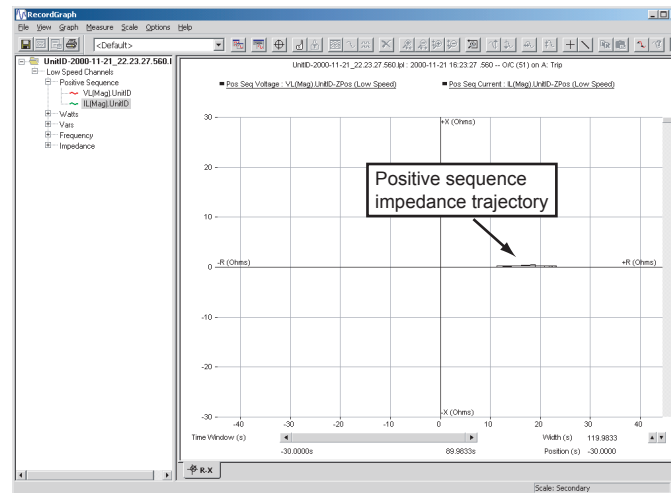 RecordGraph
File View Graph Measure Scale Options Help
<Default>
UnitID-2000-11-21_22.23.27.560.l
Low Speed Channels
Positive Sequence
VL(Mag).UnitID
IL(Mag).UnitID
Watts
Vars
Frequency
Impedance
UnitID-2000-11-21_22.23.27.560.lpl : 2000-11-21 16:23:27 .560 -- O/C (51) on A: Trip
Pos Seq Voltage : VL(Mag).UnitID-ZPos (Low Speed)
Pos Seq Current : IL(Mag).UnitID-ZPos (Low Speed)
30
+X (Ohms)
20
Positive sequence
impedance trajectory
10
0
-R (Ohms)
+R (Ohms)
-10
-20
-30
-X (Ohms)
-40 -30 -20 -10 0 10 20 30 40
Time Window (s)
Width (s) 119.9833
-30.0000s 89.9833s Position (s) -30.0000
R-X
Scale: Secondary